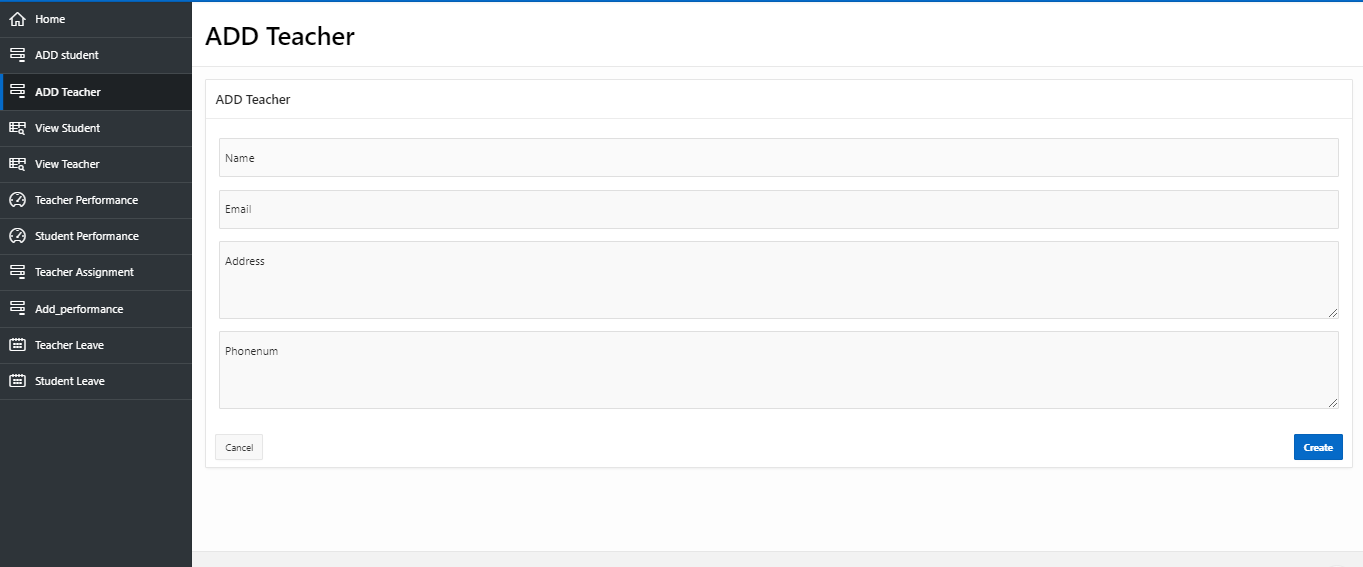 Home
ADD student
ADD Teacher
View Student
View Teacher
Teacher Performance
Student Performance
Teacher Assignment
Add_performance
Teacher Leave
Student Leave
ADD Teacher
ADD Teacher
Name
Email
Address
Phonenum
Cancel
Create